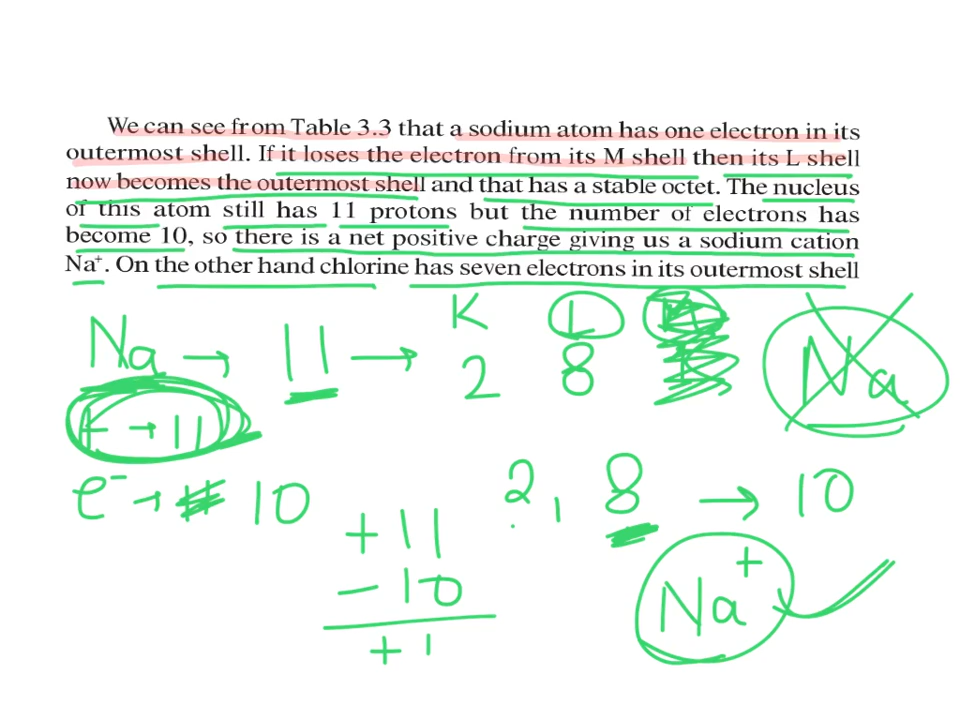 We can see from Table 3.3 that a sodium atom has one electron in its
outermost shell. If it loses the electron from its M shell then its L shell
now becomes the outermost shell and that has a stable octet. The nucleus
of this atom still has 11 protons but the number of electrons has
become 10, so there is a net positive charge giving us a sodium cation
Na⁺. On the other hand chlorine has seven electrons in its outermost shell
K L
Na → 11 → 2 8 Na
+ → 11
e⁻ → 10 2, 8 → 10
+11
-10
+1
Na⁺